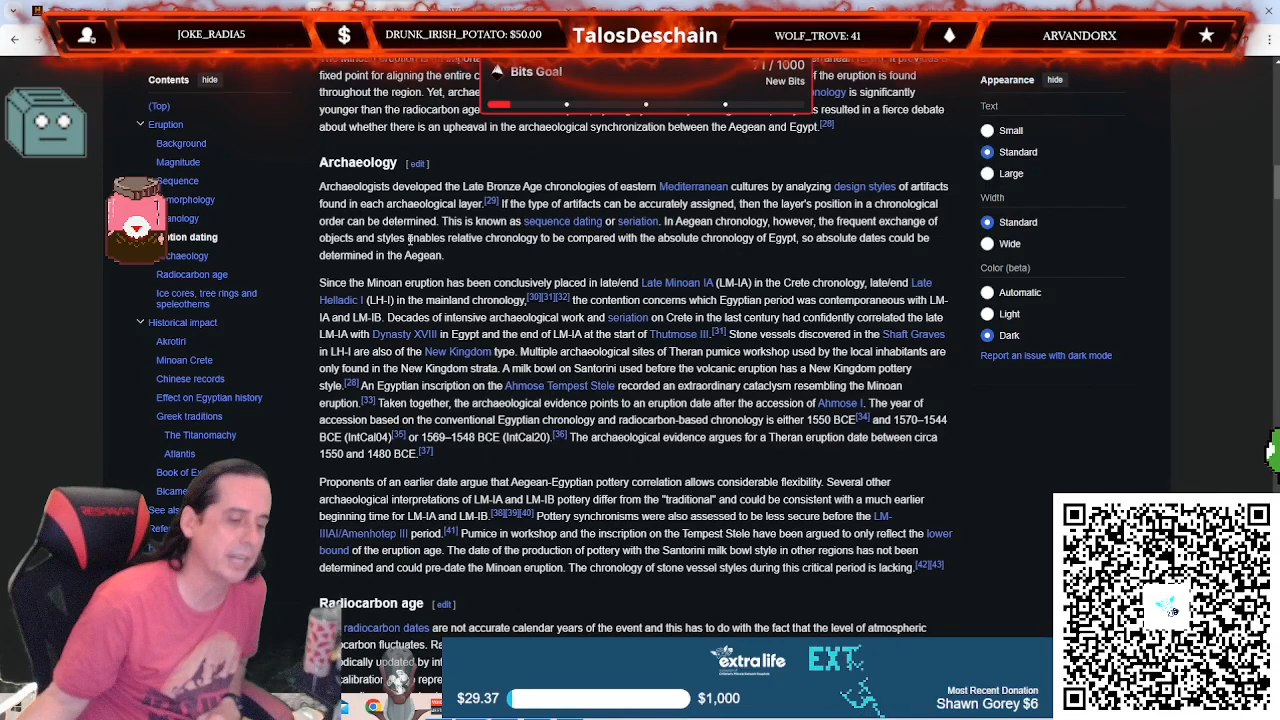 JOKE_RADIA5
$
DRUNK_IRISH_POTATO: $50.00
TalosDeschain
WOLF_TROVE: 41
ARVANDORX
Bits Goal
1 / 1000
New Bits
Contents
hide
(Top)
Eruption
Background
Magnitude
Sequence
dating
Radiocarbon age
Ice cores, tree rings and
speleothems
Historical impact
Akrotiri
Minoan Crete
Chinese records
Effect on Egyptian history
Greek traditions
The Titanomachy
Atlantis
Book of
See
fixed point for aligning the entire
of the eruption is found
throughout the region. Yet,
is significantly
younger than the radiocarbon age
resulted in a fierce debate
about whether there is an upheaval in the archaeological synchronization between the Aegean and Egypt.[28]
Archaeology [ edit ]
Archaeologists developed the Late Bronze Age chronologies of eastern Mediterranean cultures by analyzing design styles of artifacts
found in each archaeological layer.[29] If the type of artifacts can be accurately assigned, then the layer's position in a chronological
order can be determined. This is known as sequence dating or seriation. In Aegean chronology, however, the frequent exchange of
objects and styles enables relative chronology to be compared with the absolute chronology of Egypt, so absolute dates could be
determined in the Aegean.
Since the Minoan eruption has been conclusively placed in late/end Late Minoan IA (LM-IA) in the Crete chronology, late/end Late
Helladic I (LH-I) in the mainland chronology,[30][31][32] the contention concerns which Egyptian period was contemporaneous with LM-
IA and LM-IB. Decades of intensive archaeological work and seriation on Crete in the last century had confidently correlated the late
LM-IA with Dynasty XVIII in Egypt and the end of LM-IA at the start of Thutmose III.[31] Stone vessels discovered in the Shaft Graves
in LH-I are also of the New Kingdom type. Multiple archaeological sites of Theran pumice workshop used by the local inhabitants are
only found in the New Kingdom strata. A milk bowl on Santorini used before the volcanic eruption has a New Kingdom pottery
style.[28] An Egyptian inscription on the Ahmose Tempest Stele recorded an extraordinary cataclysm resembling the Minoan
eruption.[33] Taken together, the archaeological evidence points to an eruption date after the accession of Ahmose I. The year of
accession based on the conventional Egyptian chronology and radiocarbon-based chronology is either 1550 BCE[34] and 1570–1544
BCE (IntCal04)[35] or 1569–1548 BCE (IntCal20).[36] The archaeological evidence argues for a Theran eruption date between circa
1550 and 1480 BCE.[37]
Proponents of an earlier date argue that Aegean-Egyptian pottery correlation allows considerable flexibility. Several other
archaeological interpretations of LM-IA and LM-IB pottery differ from the "traditional" and could be consistent with a much earlier
beginning time for LM-IA and LM-IB.[38][39][40] Pottery synchronisms were also assessed to be less secure before the LM-
IIIAI/Amenhotep III period.[41] Pumice in workshop and the inscription on the Tempest Stele have been argued to only reflect the lower
bound of the eruption age. The date of the production of pottery with the Santorini milk bowl style in other regions has not been
determined and could pre-date the Minoan eruption. The chronology of stone vessel styles during this critical period is lacking.[42][43]
Radiocarbon age [ edit ]
radiocarbon dates are not accurate calendar years of the event and this has to do with the fact that the level of atmospheric
carbon fluctuates.
Appearance
hide
Text
Small
Standard
Large
Width
Standard
Wide
Color (beta)
Automatic
Light
Dark
Report an issue with dark mode
RESPAWN
extralife
EXT
$29.37
$1,000
Most Recent Donation
Shawn Gorey $6